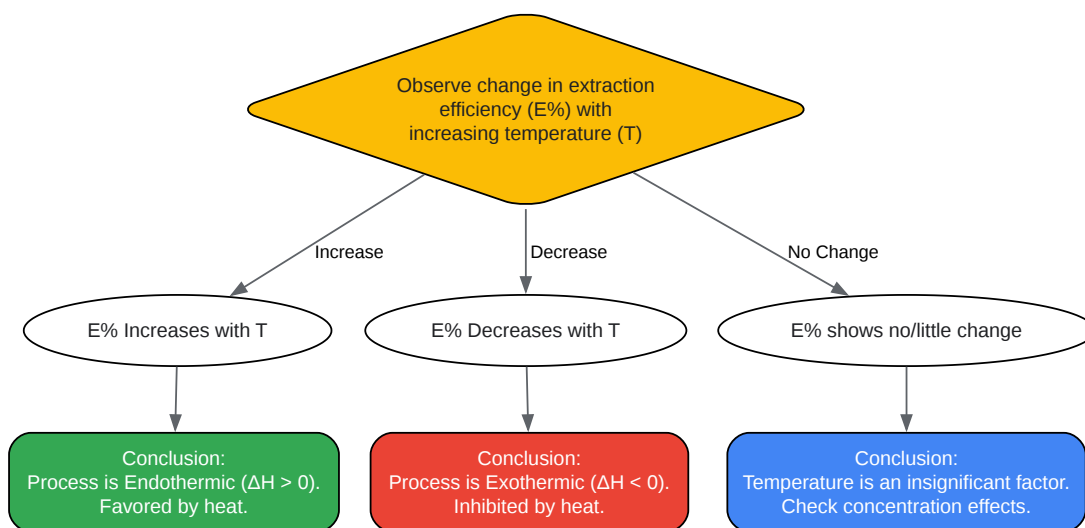 Observe change in extraction
efficiency (E%) with
increasing temperature (T)
Increase
Decrease
No Change
E% Increases with T
E% Decreases with T
E% shows no/little change
Conclusion:
Process is Endothermic (ΔH > 0).
Favored by heat.
Conclusion:
Process is Exothermic (ΔH < 0).
Inhibited by heat.
Conclusion:
Temperature is an insignificant factor.
Check concentration effects.